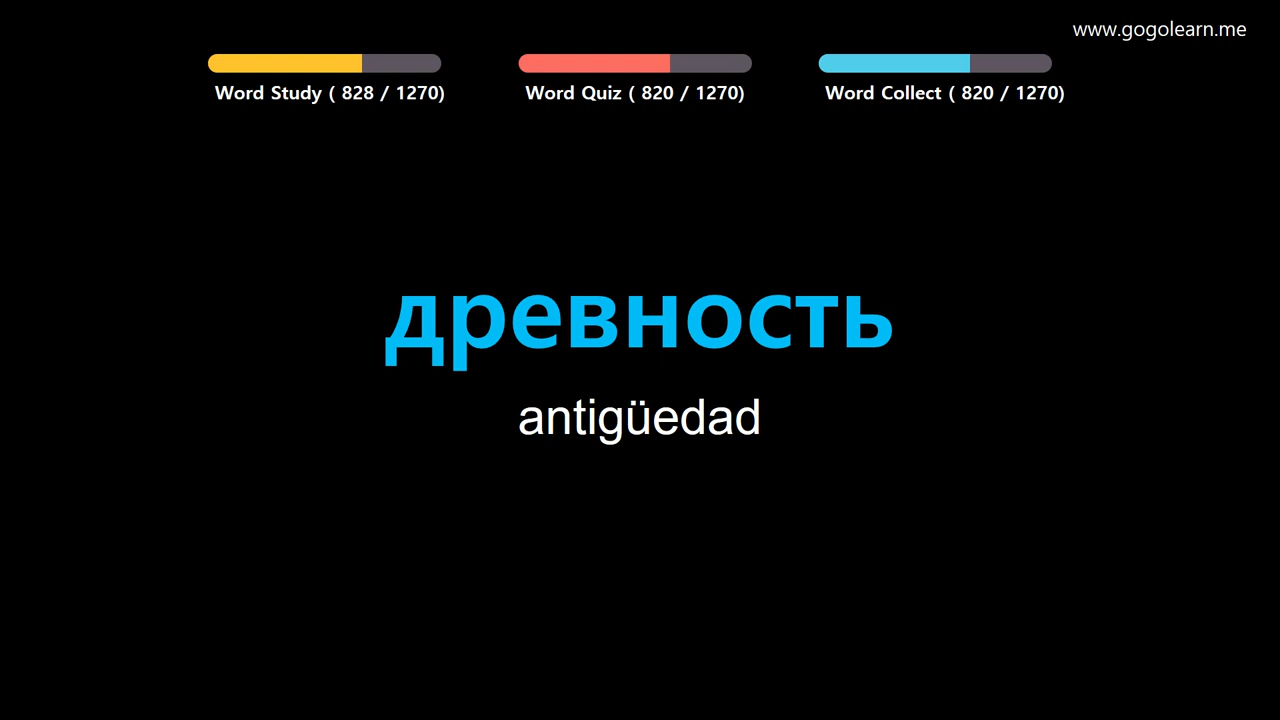 www.gogolearn.me
Word Study ( 828 / 1270)
Word Quiz ( 820 / 1270)
Word Collect ( 820 / 1270)
древность
antigüedad